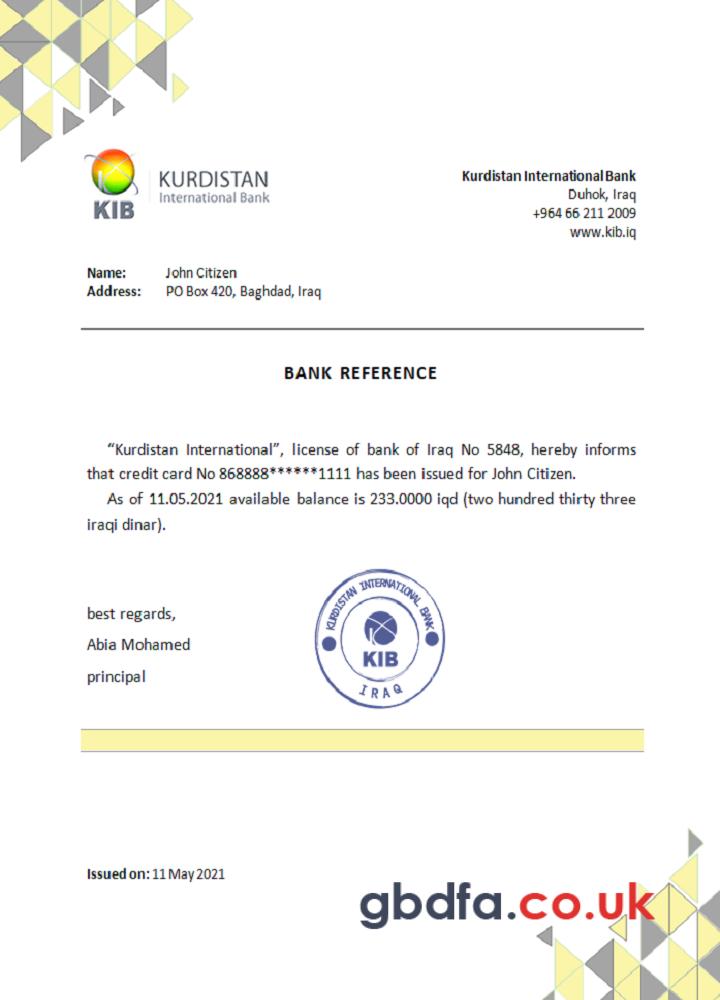 KIB
KURDISTAN
International Bank
Kurdistan International Bank
Duhok, Iraq
+964 66 211 2009
www.kib.iq
Name: John Citizen
Address: PO Box 420, Baghdad, Iraq
BANK REFERENCE
“Kurdistan International”, license of bank of Iraq No 5848, hereby informs
that credit card No 868888******1111 has been issued for John Citizen.
As of 11.05.2021 available balance is 233.0000 iqd (two hundred thirty three
iraqi dinar).
best regards,
Abia Mohamed
principal
KURDISTAN INTERNATIONAL BANK
KIB
IRAQ
Issued on: 11 May 2021
gbdfa.co.uk